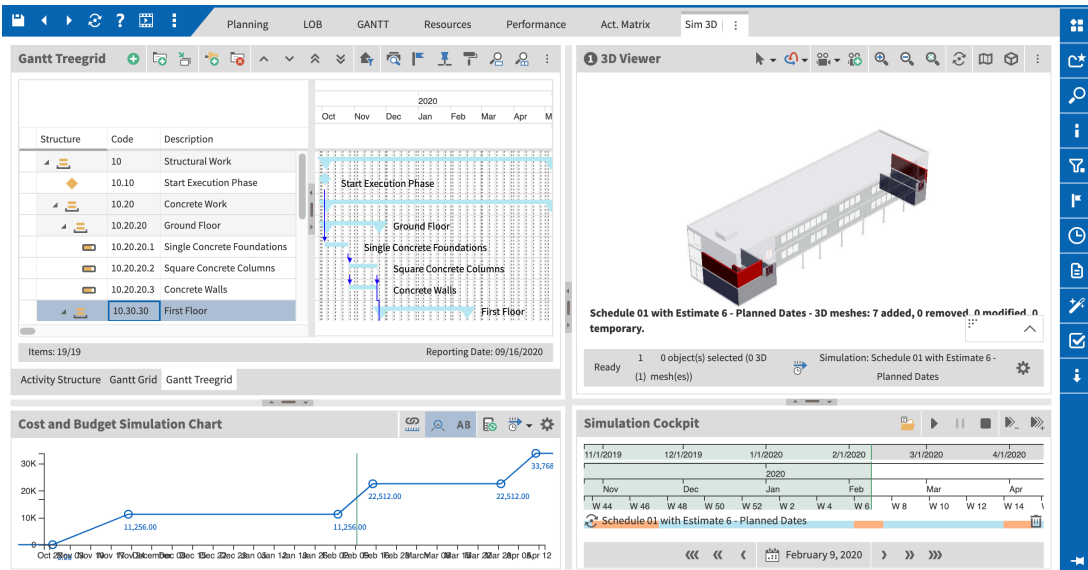 Planning LOB GANTT Resources Performance Act. Matrix Sim 3D
Gantt Treegrid
2020
Oct Nov Dec Jan Feb Mar Apr M
Structure Code Description
10 Structural Work
10.10 Start Execution Phase
10.20 Concrete Work
10.20.20 Ground Floor
10.20.20.1 Single Concrete Foundations
10.20.20.2 Square Concrete Columns
10.20.20.3 Concrete Walls
10.30.30 First Floor
Start Execution Phase
Ground Floor
Single Concrete Foundations
Square Concrete Columns
Concrete Walls
First Floor
Items: 19/19 Reporting Date: 09/16/2020
Activity Structure Gantt Grid Gantt Treegrid
1 3D Viewer
Schedule 01 with Estimate 6 - Planned Dates - 3D meshes: 7 added, 0 removed, 0 modified, 0
temporary.
Ready
1 0 object(s) selected (0 3D
(1) mesh(es))
Simulation: Schedule 01 with Estimate 6 -
Planned Dates
Cost and Budget Simulation Chart
AB
30K
20K
10K
0
11,256.00
11,256.00
22,512.00
22,512.00
33,768
Simulation Cockpit
11/1/2019 12/1/2019 1/1/2020 2/1/2020 3/1/2020 4/1/2020
2020
Nov Dec Jan Feb Mar Apr
W 44 W 46 W 48 W 50 W 52 W 2 W 4 W 6 W 8 W 10 W 12 W 14
Schedule 01 with Estimate 6 - Planned Dates
February 9, 2020